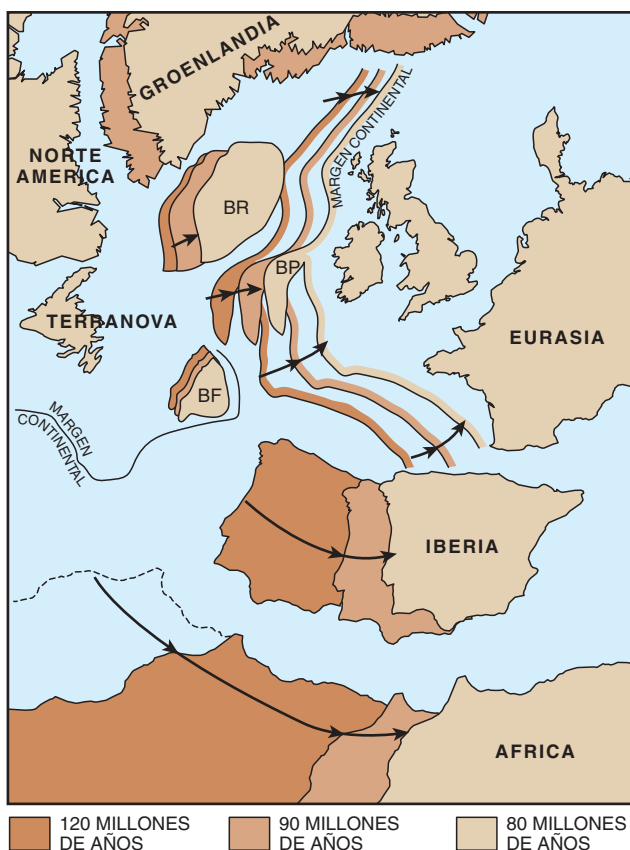 GROENLANDIA
NORTE
AMERICA
MARGEN CONTINENTAL
BR
BP
TERRANOVA
EURASIA
BF
MARGEN
CONTINENTAL
IBERIA
AFRICA
120 MILLONES
DE AÑOS
90 MILLONES
DE AÑOS
80 MILLONES
DE AÑOS